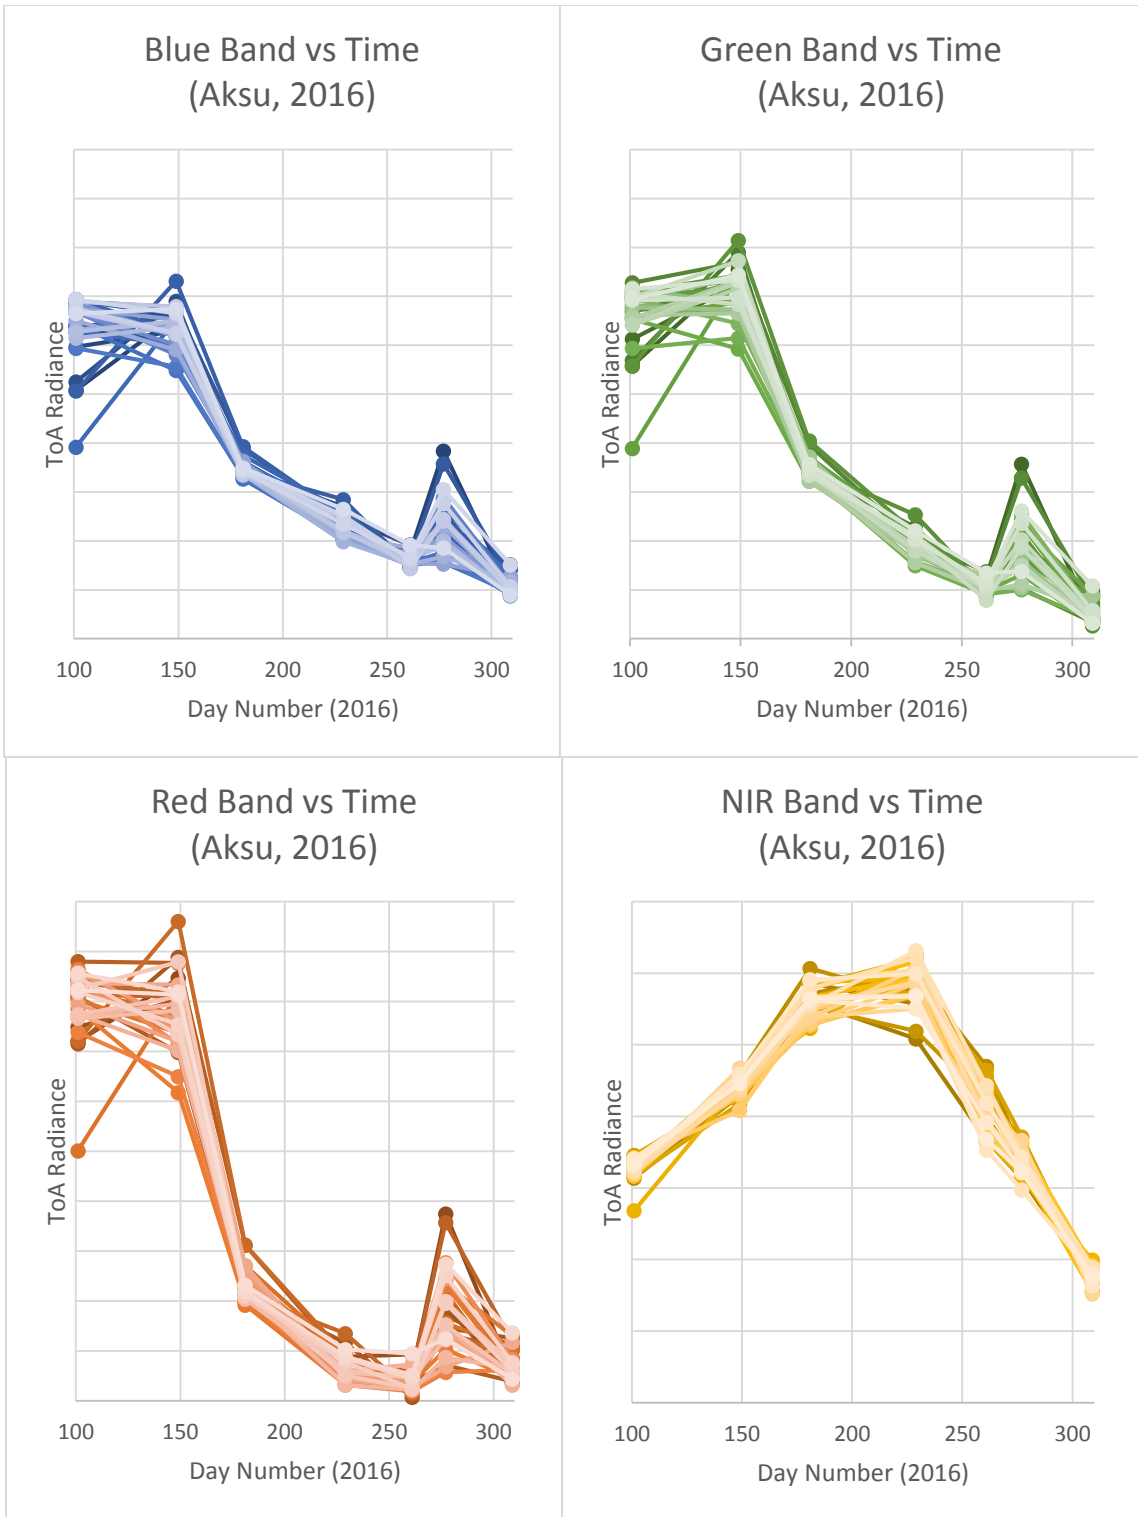 Blue Band vs Time
(Aksu, 2016)
ToA Radiance
100 150 200 250 300
Day Number (2016)
Green Band vs Time
(Aksu, 2016)
ToA Radiance
100 150 200 250 300
Day Number (2016)
Red Band vs Time
(Aksu, 2016)
ToA Radiance
100 150 200 250 300
Day Number (2016)
NIR Band vs Time
(Aksu, 2016)
ToA Radiance
100 150 200 250 300
Day Number (2016)